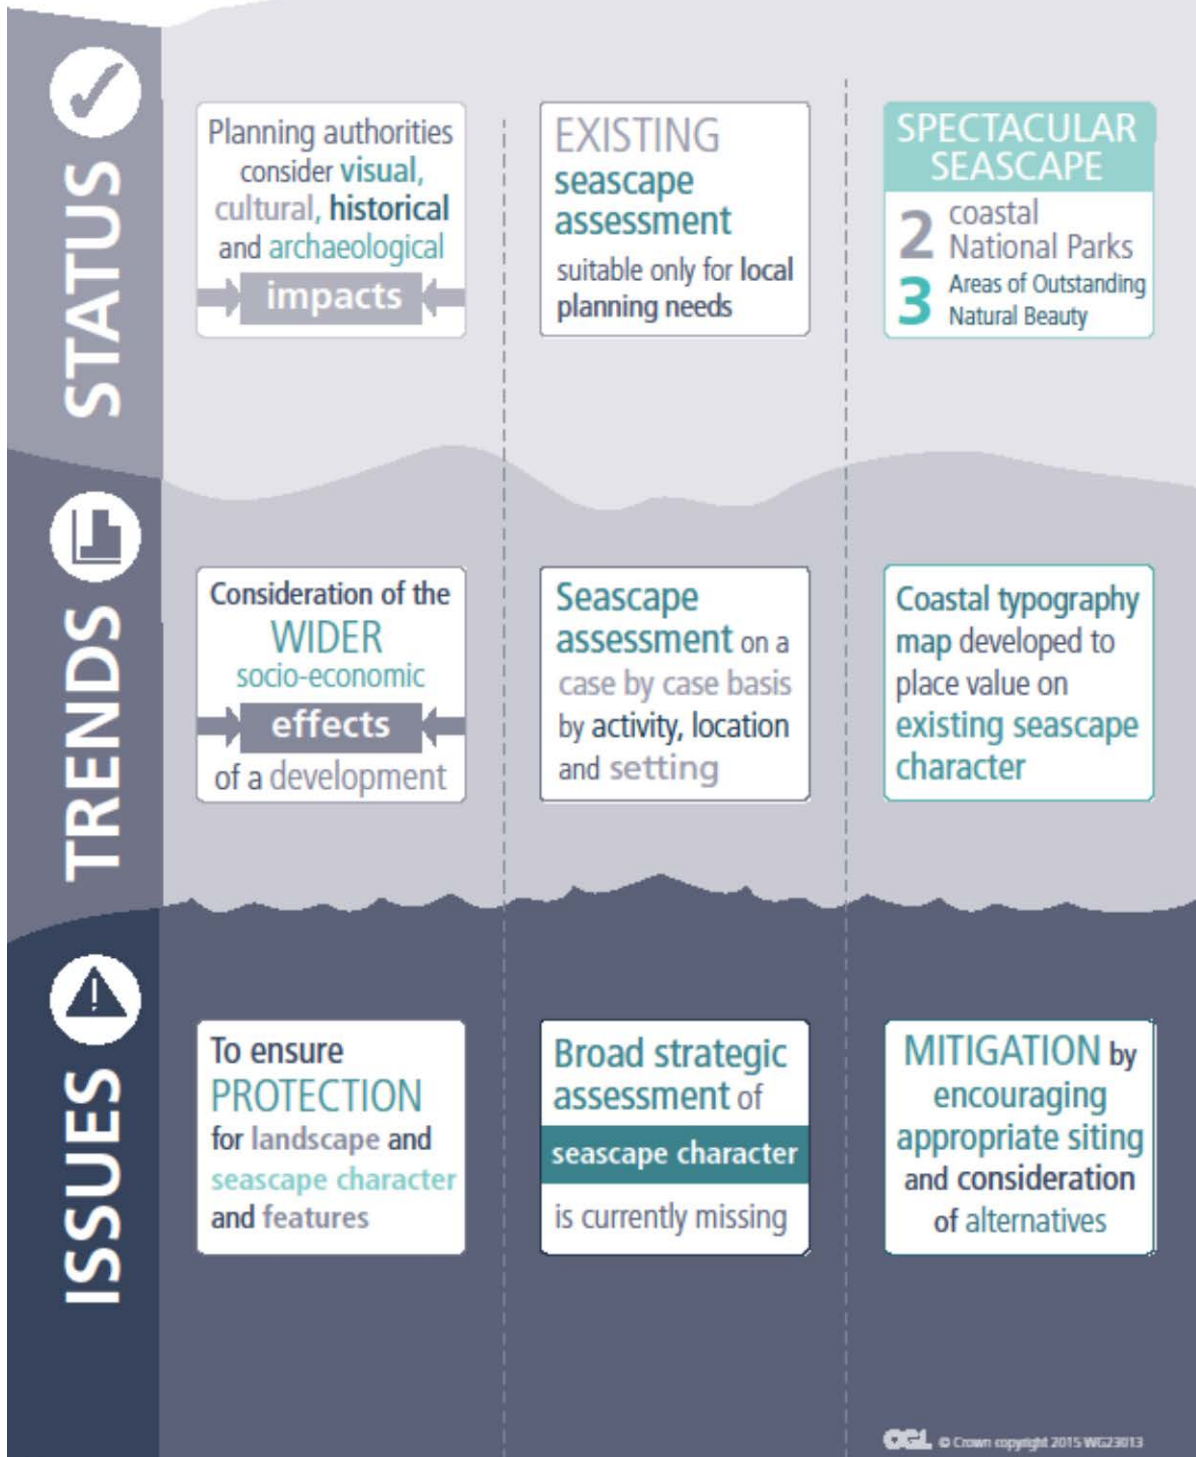 STATUS
Planning authorities
consider visual,
cultural, historical
and archaeological
impacts
EXISTING
seascape
assessment
suitable only for local
planning needs
SPECTACULAR
SEASCAPE
2 coastal
National Parks
3 Areas of Outstanding
Natural Beauty
TRENDS
Consideration of the
WIDER
socio-economic
effects
of a development
Seascape
assessment on a
case by case basis
by activity, location
and setting
Coastal typography
map developed to
place value on
existing seascape
character
ISSUES
To ensure
PROTECTION
for landscape and
seascape character
and features
Broad strategic
assessment of
seascape character
is currently missing
MITIGATION by
encouraging
appropriate siting
and consideration
of alternatives
OGL © Crown copyright 2015 WG23013